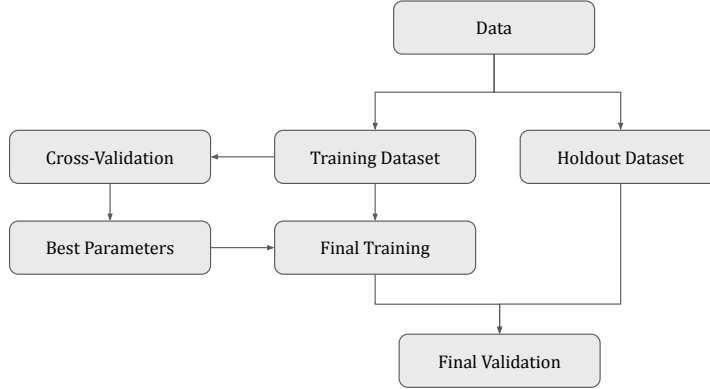 Data
Cross-Validation
Training Dataset
Holdout Dataset
Best Parameters
Final Training
Final Validation